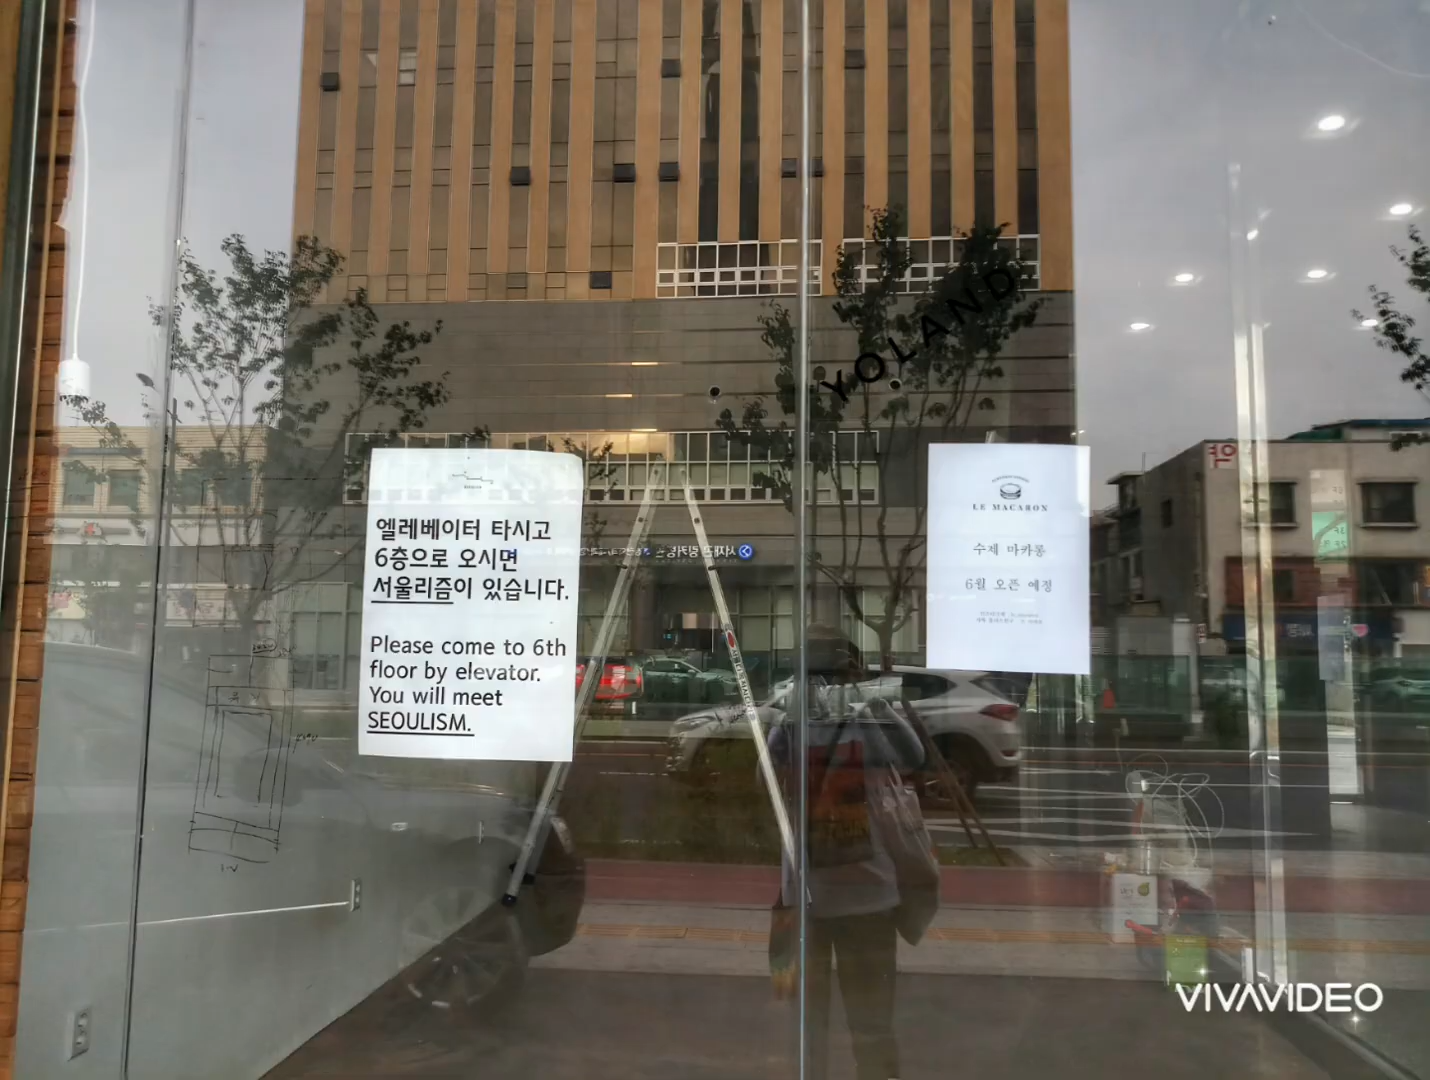 YOLAND
엘레베이터 타시고
6층으로 오시면
서울리즘이 있습니다.
Please come to 6th
floor by elevator.
You will meet
SEOULISM.
LE MACARON
수제 마카롱
6월 오픈 예정
약
VIVAVIDEO